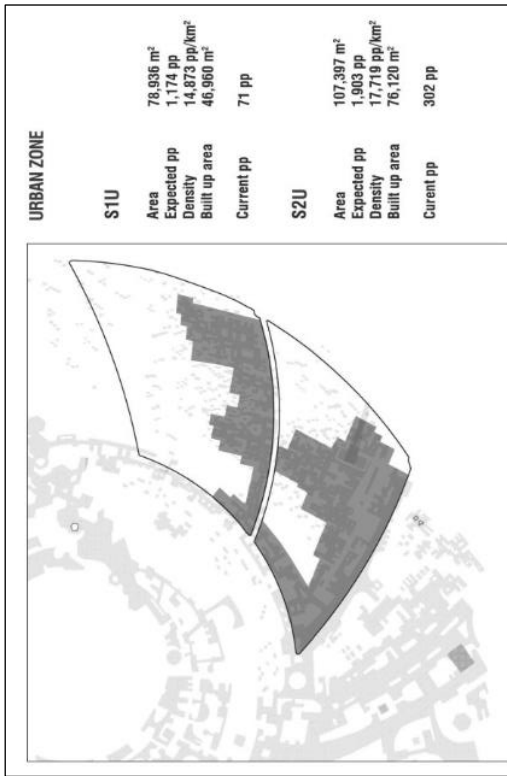 URBAN ZONE
S1U
Area 78,936 m²
Expected pp 1,174 pp
Density 14,873 pp/km²
Built up area 46,960 m²
Current pp 71 pp
S2U
Area 107,397 m²
Expected pp 1,903 pp
Density 17,719 pp/km²
Built up area 76,120 m²
Curent pp 302 pp